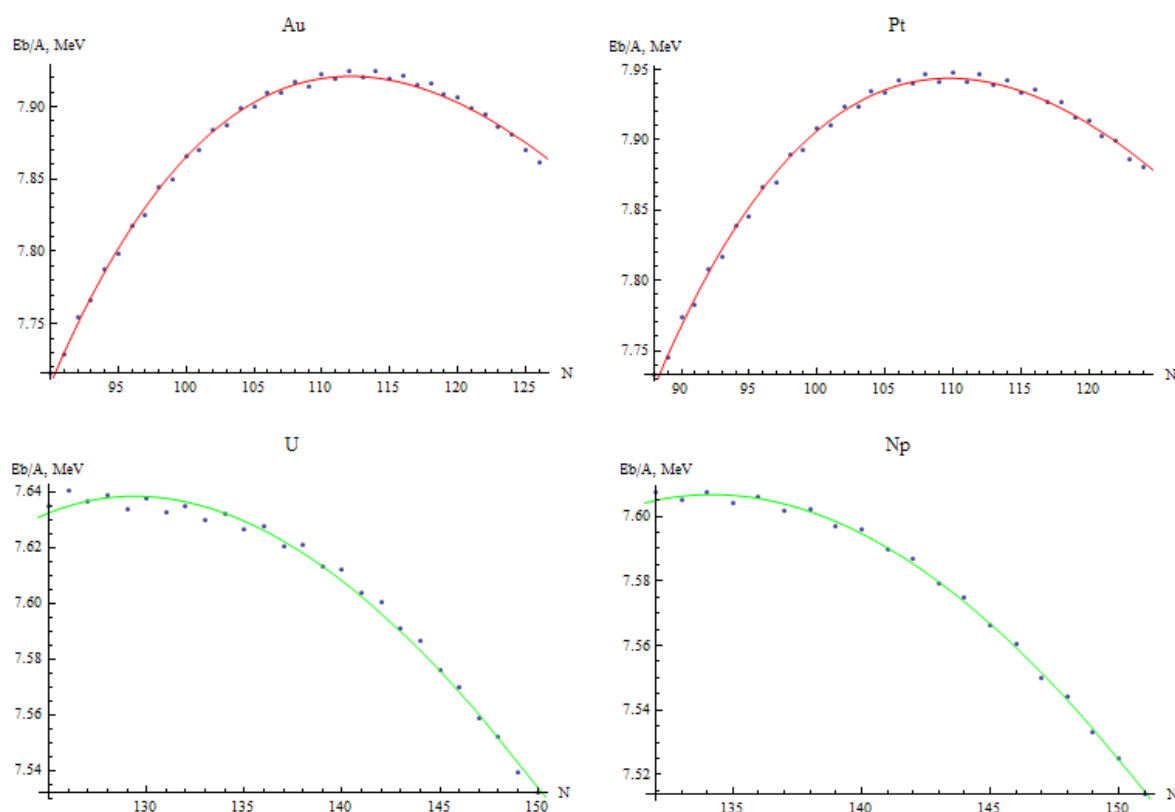 Au
Eb/A, MeV
7.90
7.85
7.80
7.75
95 100 105 110 115 120 125 N
Pt
Eb/A, MeV
7.95
7.90
7.85
7.80
7.75
90 95 100 105 110 115 120 N
U
Eb/A, MeV
7.64
7.62
7.60
7.58
7.56
7.54
130 135 140 145 150 N
Np
Eb/A, MeV
7.60
7.58
7.56
7.54
7.52
135 140 145 150 N